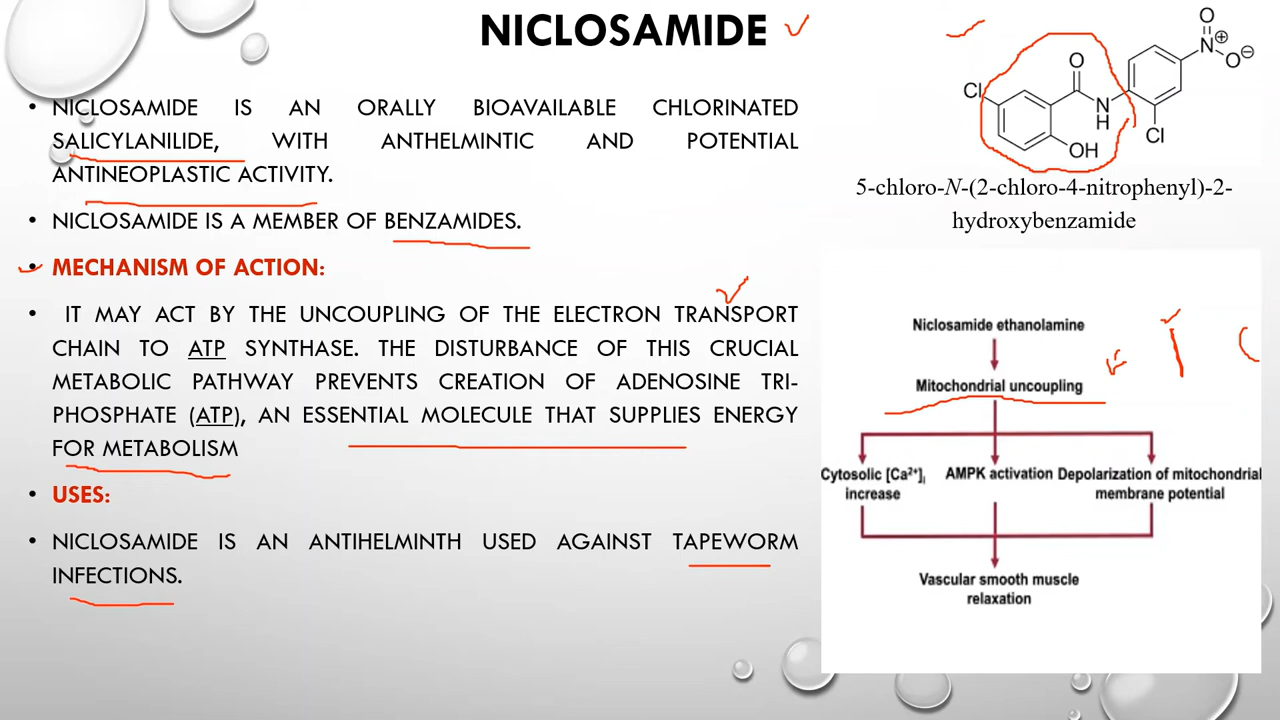 NICLOSAMIDE
• NICLOSAMIDE IS AN ORALLY BIOAVAILABLE CHLORINATED
SALICYLANILIDE, WITH ANTHELMINTIC AND POTENTIAL
ANTINEOPLASTIC ACTIVITY.
• NICLOSAMIDE IS A MEMBER OF BENZAMIDES.
• MECHANISM OF ACTION:
• IT MAY ACT BY THE UNCOUPLING OF THE ELECTRON TRANSPORT
CHAIN TO ATP SYNTHASE. THE DISTURBANCE OF THIS CRUCIAL
METABOLIC PATHWAY PREVENTS CREATION OF ADENOSINE TRI-
PHOSPHATE (ATP), AN ESSENTIAL MOLECULE THAT SUPPLIES ENERGY
FOR METABOLISM
• USES:
• NICLOSAMIDE IS AN ANTIHELMINTH USED AGAINST TAPEWORM
INFECTIONS.
O
N⊕
O⊖
O
Cl
N
H
Cl
OH
5-chloro-N-(2-chloro-4-nitrophenyl)-2-
hydroxybenzamide
Niclosamide ethanolamine
Mitochondrial uncoupling
Cytosolic [Ca²⁺]ᵢ
increase
AMPK activation
Depolarization of mitochondrial
membrane potential
Vascular smooth muscle
relaxation